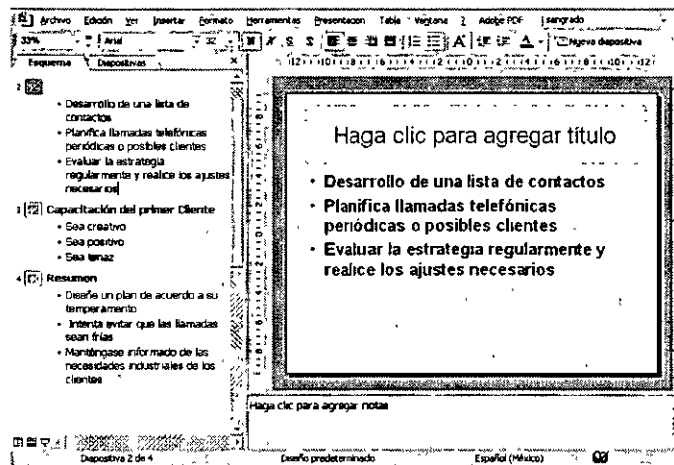 Archivo Edición Ver Insertar Formato Herramientas Presentacion Tabla Ventana ? Adobe PDF sangrado
33% Arial 32 N K S S A Nueva diapositiva
Esquema Diapositivas
2
• Desarrollo de una lista de
contactos
• Planifica llamadas telefónicas
periódicas o posibles clientes
• Evaluar la estrategia
regularmente y realice los ajustes
necesarios
3 Capacitación del primer Cliente
• Sea creativo
• Sea positivo
• Sea tenaz
4 Resumen
• Diseñe un plan de acuerdo a su
temperamento
• Intenta evitar que las llamadas
sean frías
• Manténgase informado de las
necesidades industriales de los
clientes
Haga clic para agregar título
• Desarrollo de una lista de contactos
• Planifica llamadas telefónicas
periódicas o posibles clientes
• Evaluar la estrategia regularmente y
realice los ajustes necesarios
Haga clic para agregar notas
Diapositiva 2 de 4 Diseño predeterminado Español (México)